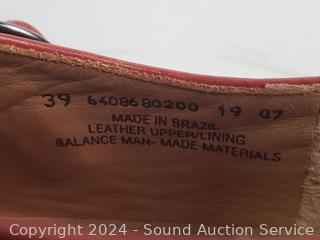 39 6408680200 19 07
MADE IN BRAZIL
LEATHER UPPER/LINING
BALANCE MAN- MADE MATERIALS
Copyright 2024 - Sound Auction Service